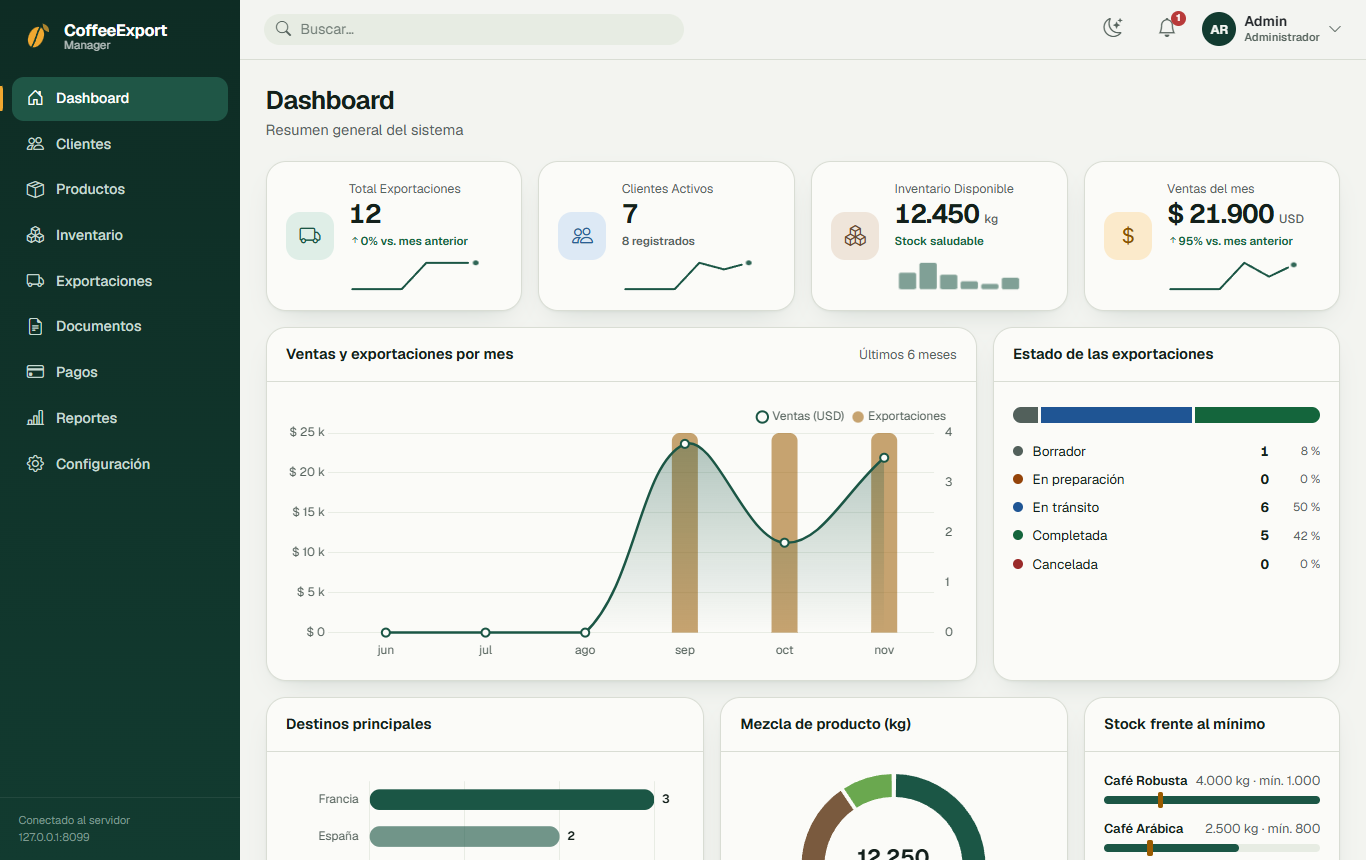 CoffeeExport
Manager
Dashboard
Clientes
Productos
Inventario
Exportaciones
Documentos
Pagos
Reportes
Configuración
Conectado al servidor
127.0.0.1:8099
Buscar...
1
AR
Admin
Administrador
Dashboard
Resumen general del sistema
Total Exportaciones
12
↑ 0% vs. mes anterior
Clientes Activos
7
8 registrados
Inventario Disponible
12.450 kg
Stock saludable
Ventas del mes
$ 21.900 USD
↑ 95% vs. mes anterior
Ventas y exportaciones por mes
Últimos 6 meses
Ventas (USD) Exportaciones
$ 25 k
$ 20 k
$ 15 k
$ 10 k
$ 5 k
$ 0
4
3
2
1
0
jun jul ago sep oct nov
Estado de las exportaciones
Borrador 1 8 %
En preparación 0 0 %
En tránsito 6 50 %
Completada 5 42 %
Cancelada 0 0 %
Destinos principales
Francia 3
España 2
Mezcla de producto (kg)
12.250
Stock frente al mínimo
Café Robusta 4.000 kg · mín. 1.000
Café Arábica 2.500 kg · mín. 800